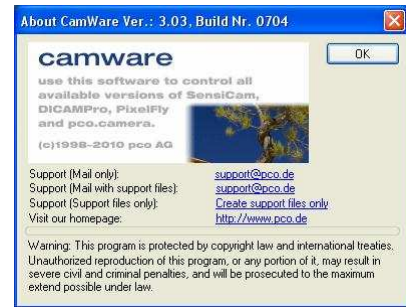 About CamWare Ver.: 3.03, Build Nr. 0704
OK
camware
use this software to control all
available versions of SensiCam,
DICAMPro, PixelFly
and pco.camera.
(c)1998-2010 pco AG
Support (Mail only): support@pco.de
Support (Mail with support files): support@pco.de
Support (Support files only): Create support files only
Visit our homepage: http://www.pco.de
Warning: This program is protected by copyright law and international treaties.
Unauthorized reproduction of this program, or any portion of it, may result in
severe civil and criminal penalties, and will be prosecuted to the maximum
extend possible under law.